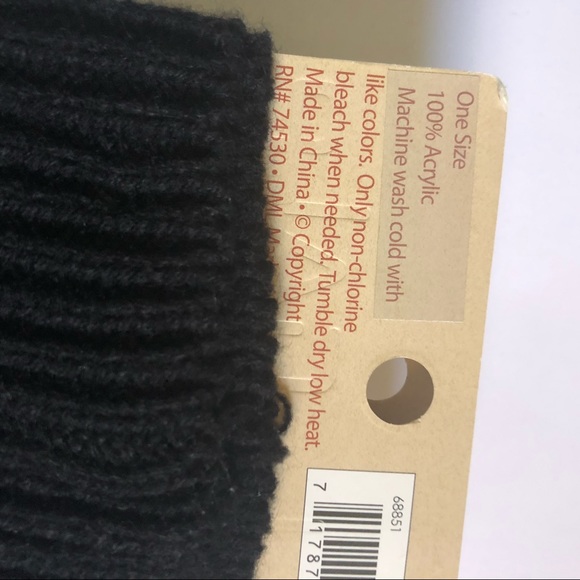 One Size
100% Acrylic
Machine wash cold with
like colors. Only non-chlorine
bleach when needed. Tumble dry low heat.
Made in China • © Copyright
RN# 74530 • DML
68851
7 1787